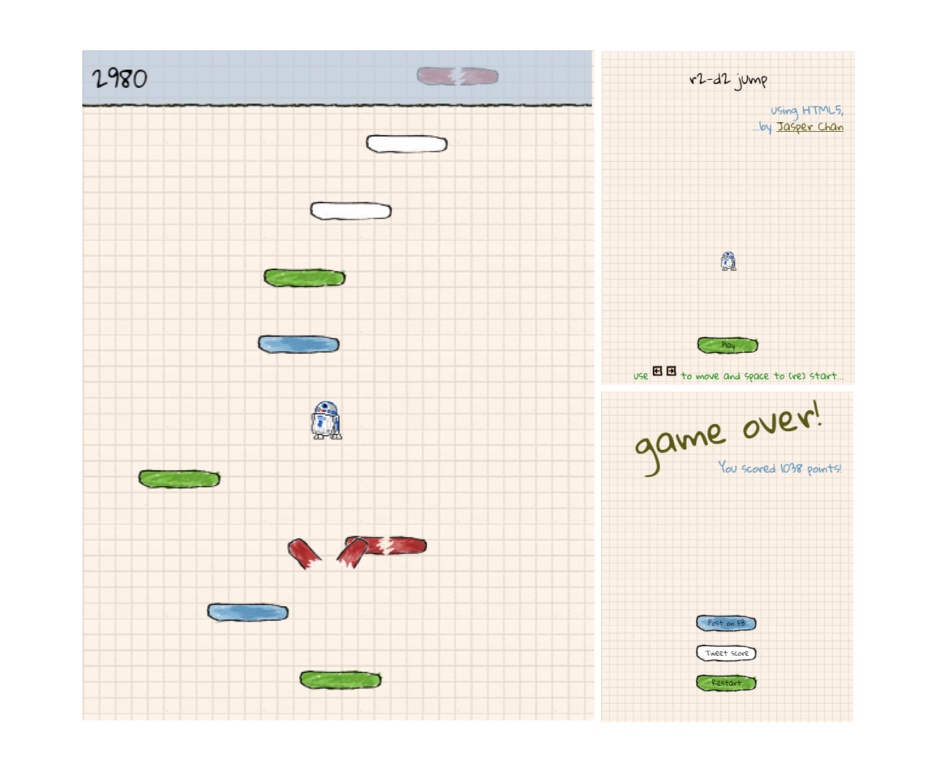 2980
r2-d2 jump
using HTML5,
by Jasper Chan
Play
use to move and space to (re) start...
game over!
You scored 1038 points!
Post on FB
Tweet score
Restart